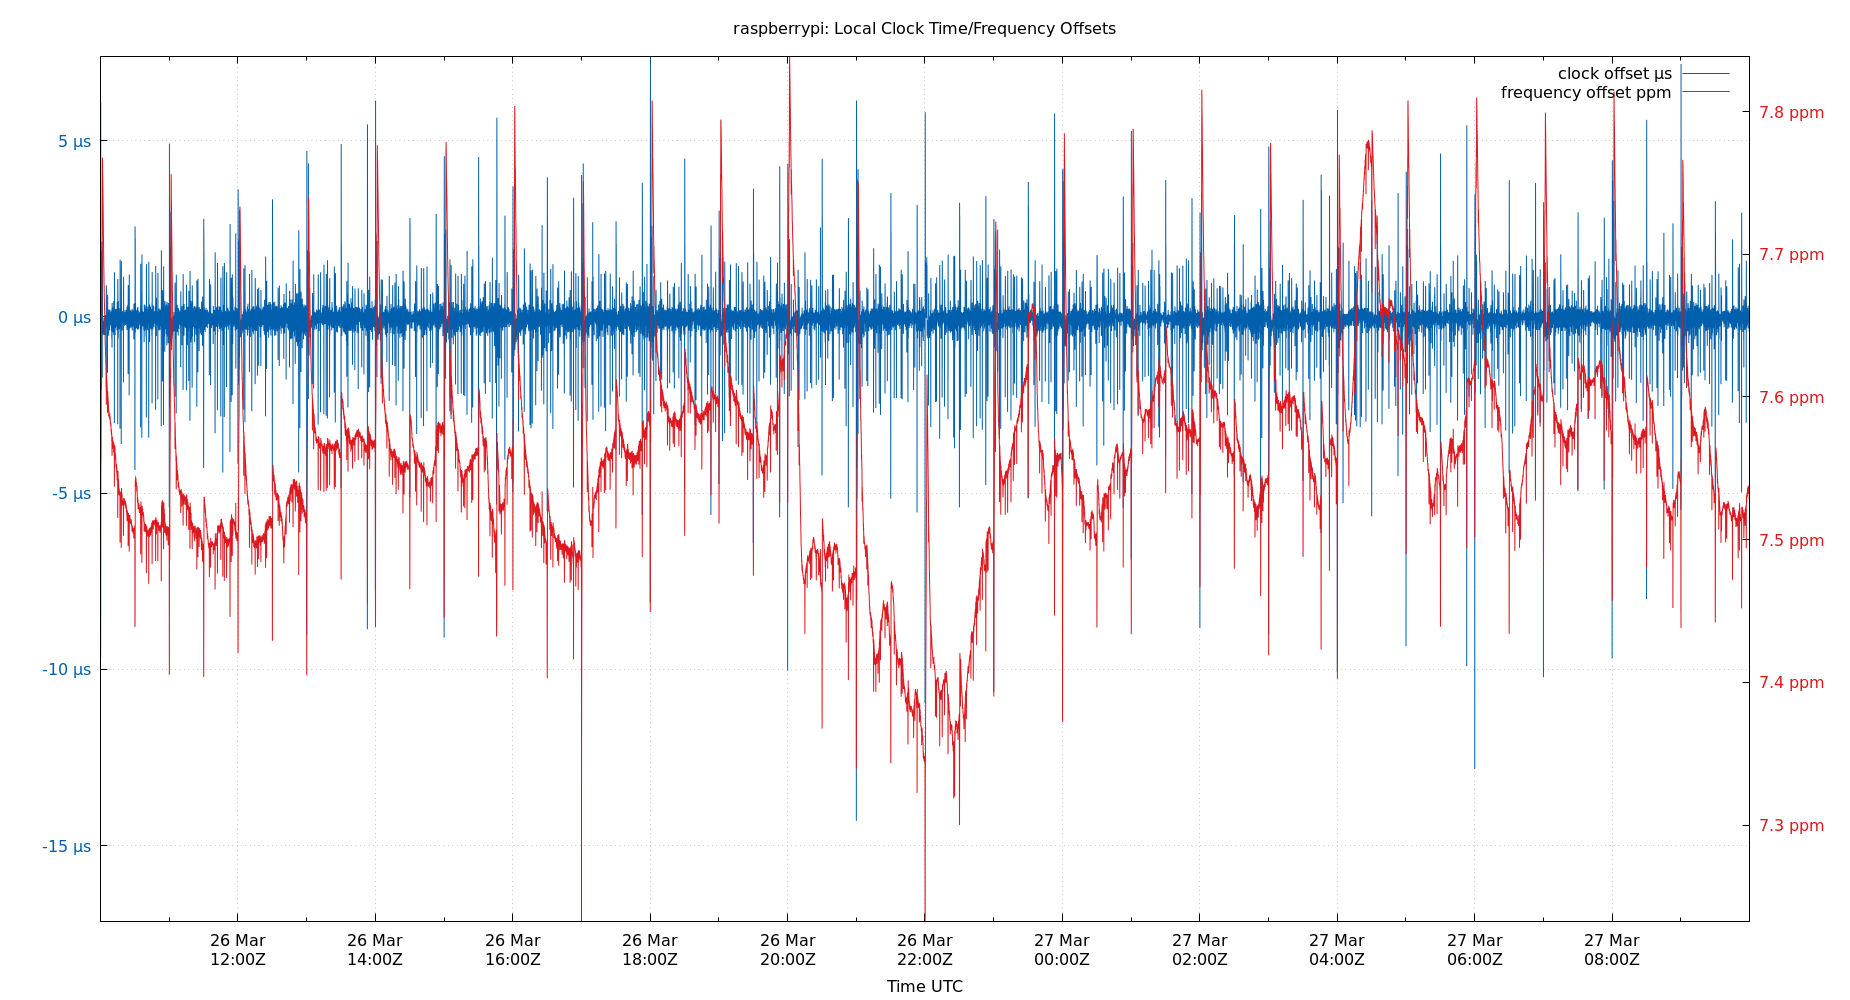 raspberrypi: Local Clock Time/Frequency Offsets
clock offset µs
frequency offset ppm
5 µs
0 µs
-5 µs
-10 µs
-15 µs
7.8 ppm
7.7 ppm
7.6 ppm
7.5 ppm
7.4 ppm
7.3 ppm
26 Mar 26 Mar 26 Mar 26 Mar 26 Mar 26 Mar 27 Mar 27 Mar 27 Mar 27 Mar 27 Mar
12:00Z 14:00Z 16:00Z 18:00Z 20:00Z 22:00Z 00:00Z 02:00Z 04:00Z 06:00Z 08:00Z
Time UTC